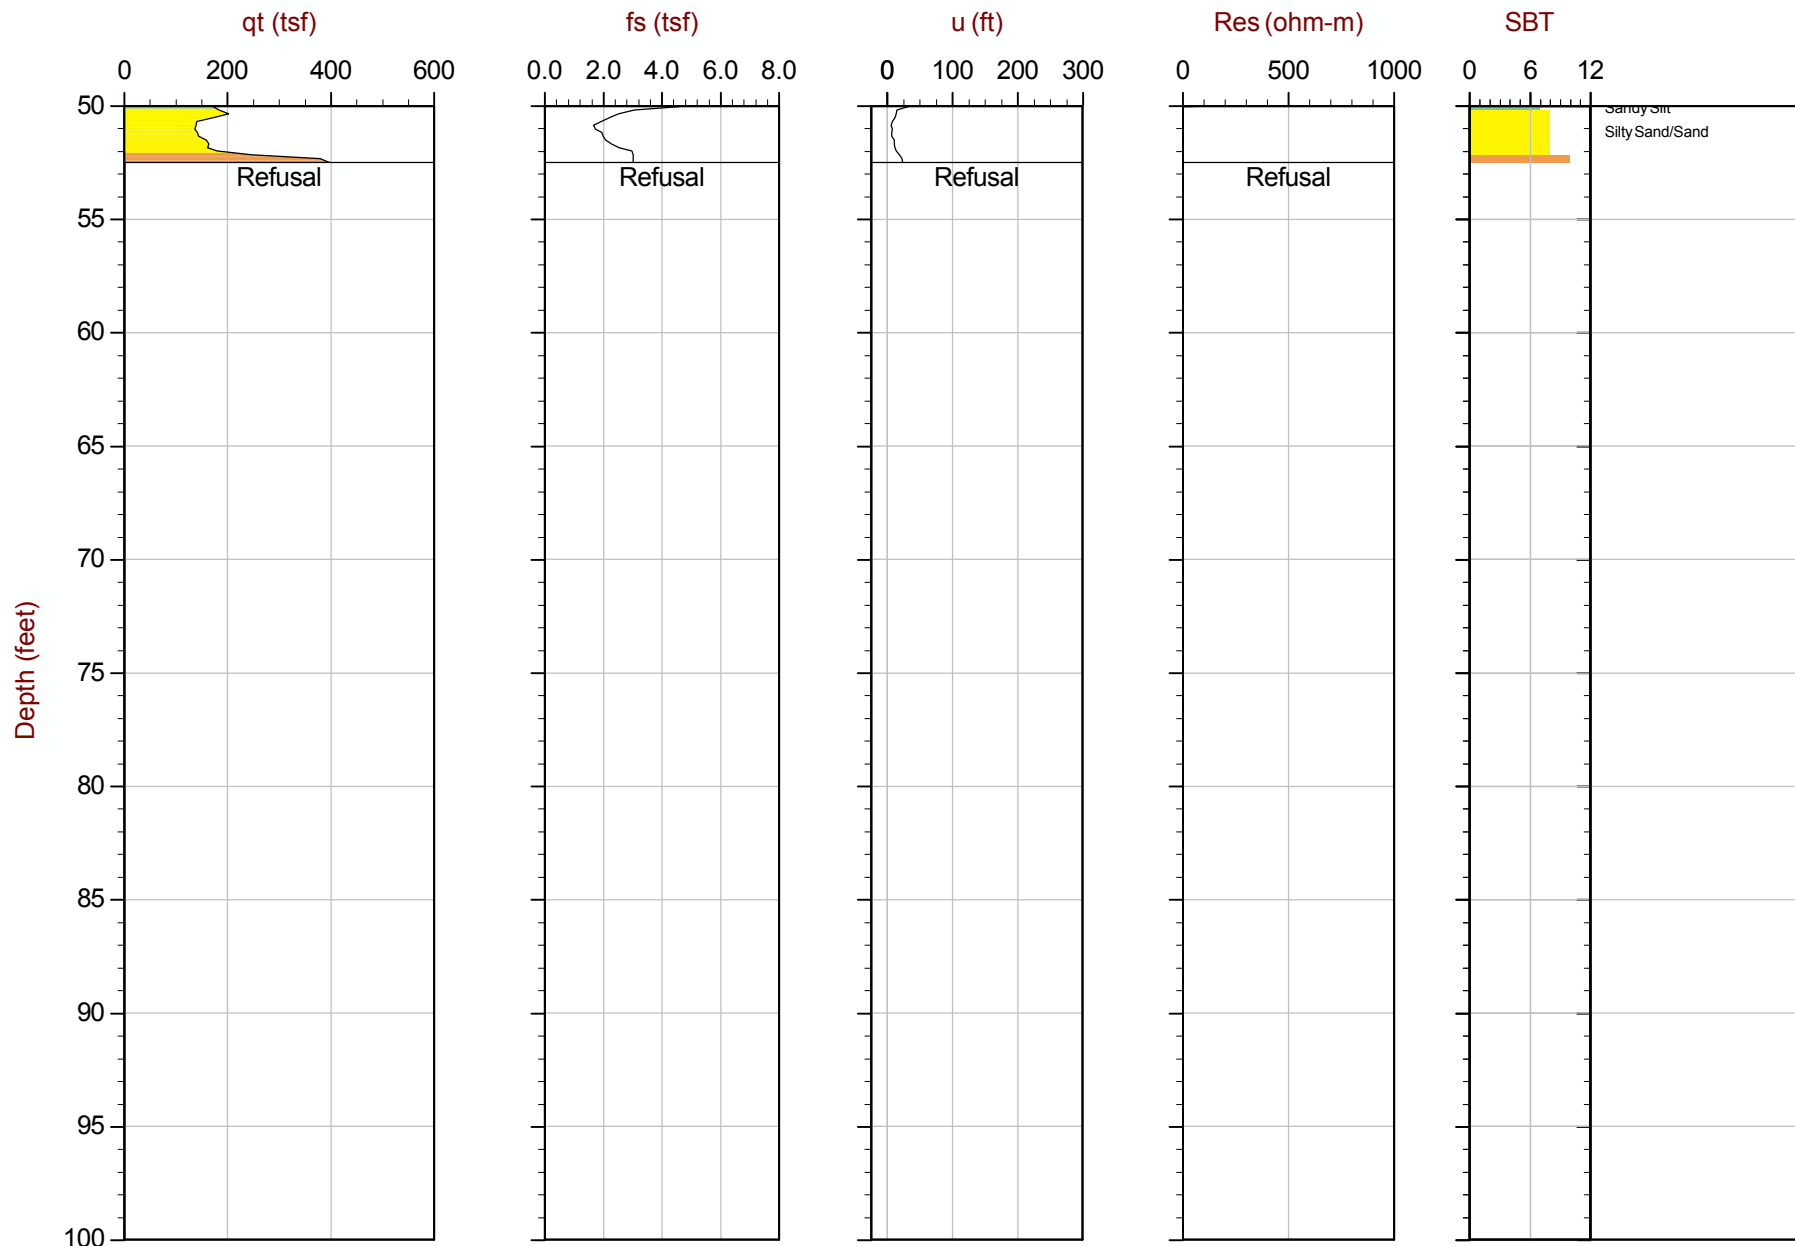 qt (tsf) fs (tsf) u (ft) Res (ohm-m) SBT
0 200 400 600 0.0 2.0 4.0 6.0 8.0 0 100 200 300 0 500 1000 0 6 12
50
Sandy Silt
Silty Sand/Sand
Refusal Refusal Refusal Refusal
55
60
65
70
Depth (feet)
75
80
85
90
95
100